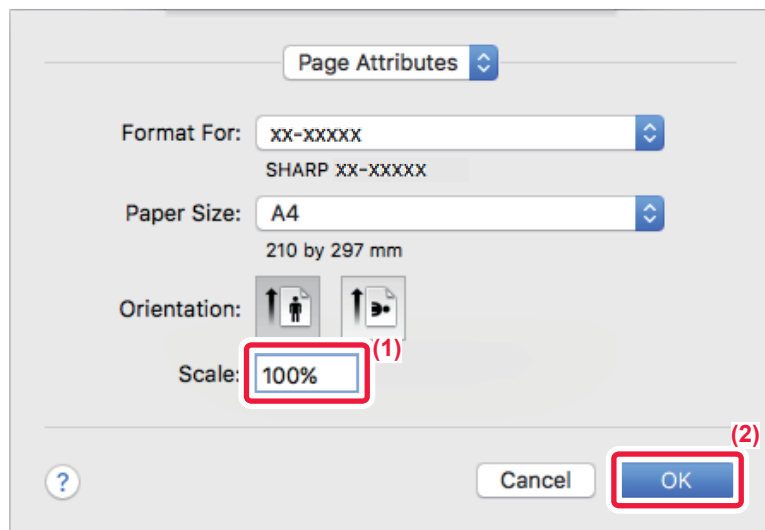 Page Attributes
Format For: xx-xxxxx
SHARP xx-xxxxx
Paper Size: A4
210 by 297 mm
Orientation:
(1)
Scale: 100%
(2)
? Cancel OK